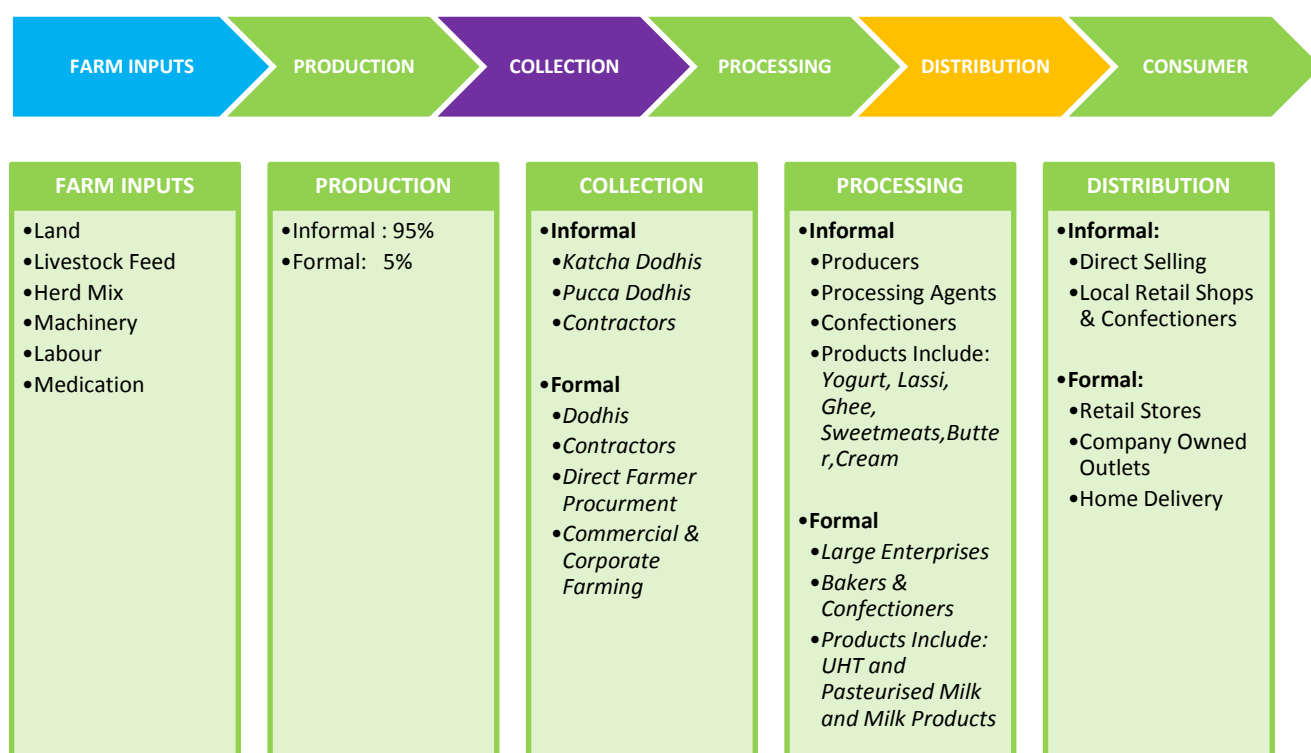 FARM INPUTS
PRODUCTION
COLLECTION
PROCESSING
DISTRIBUTION
CONSUMER
FARM INPUTS
•Land
•Livestock Feed
•Herd Mix
•Machinery
•Labour
•Medication
PRODUCTION
•Informal : 95%
•Formal: 5%
COLLECTION
•Informal
•Katcha Dodhis
•Pucca Dodhis
•Contractors
•Formal
•Dodhis
•Contractors
•Direct Farmer
Procurment
•Commercial &
Corporate
Farming
PROCESSING
•Informal
•Producers
•Processing Agents
•Confectioners
•Products Include:
Yogurt, Lassi,
Ghee,
Sweetmeats,Butte
r,Cream
•Formal
•Large Enterprises
•Bakers &
Confectioners
•Products Include:
UHT and
Pasteurised Milk
and Milk Products
DISTRIBUTION
•Informal:
•Direct Selling
•Local Retail Shops
& Confectioners
•Formal:
•Retail Stores
•Company Owned
Outlets
•Home Delivery